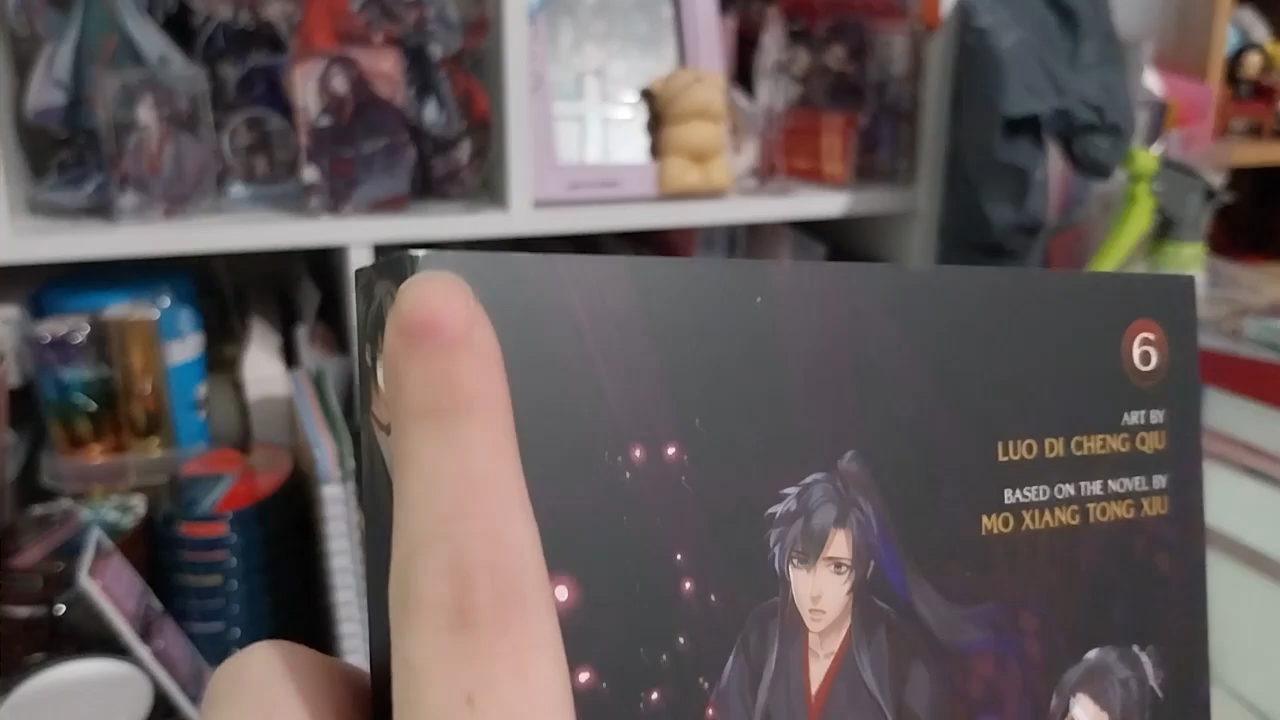 6
ART BY
LUO DI CHENG QIU
BASED ON THE NOVEL BY
MO XIANG TONG XIU